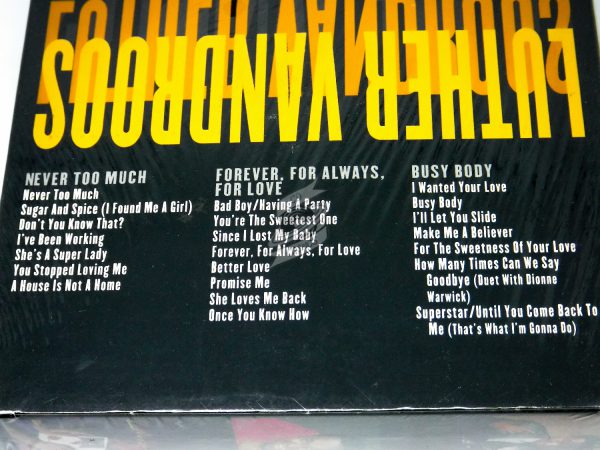 LUTHER VANDROSS
LUTHER VANDROSS
NEVER TOO MUCH
Never Too Much
Sugar And Spice (I Found Me A Girl)
Don't You Know That?
I've Been Working
She's A Super Lady
You Stopped Loving Me
A House Is Not A Home
FOREVER, FOR ALWAYS,
FOR LOVE
Bad Boy/Having A Party
You're The Sweetest One
Since I Lost My Baby
Forever, For Always, For Love
Better Love
Promise Me
She Loves Me Back
Once You Know How
BUSY BODY
I Wanted Your Love
Busy Body
I'll Let You Slide
Make Me A Believer
For The Sweetness Of Your Love
How Many Times Can We Say
Goodbye (Duet With Dionne
Warwick)
Superstar/Until You Come Back To
Me (That's What I'm Gonna Do)